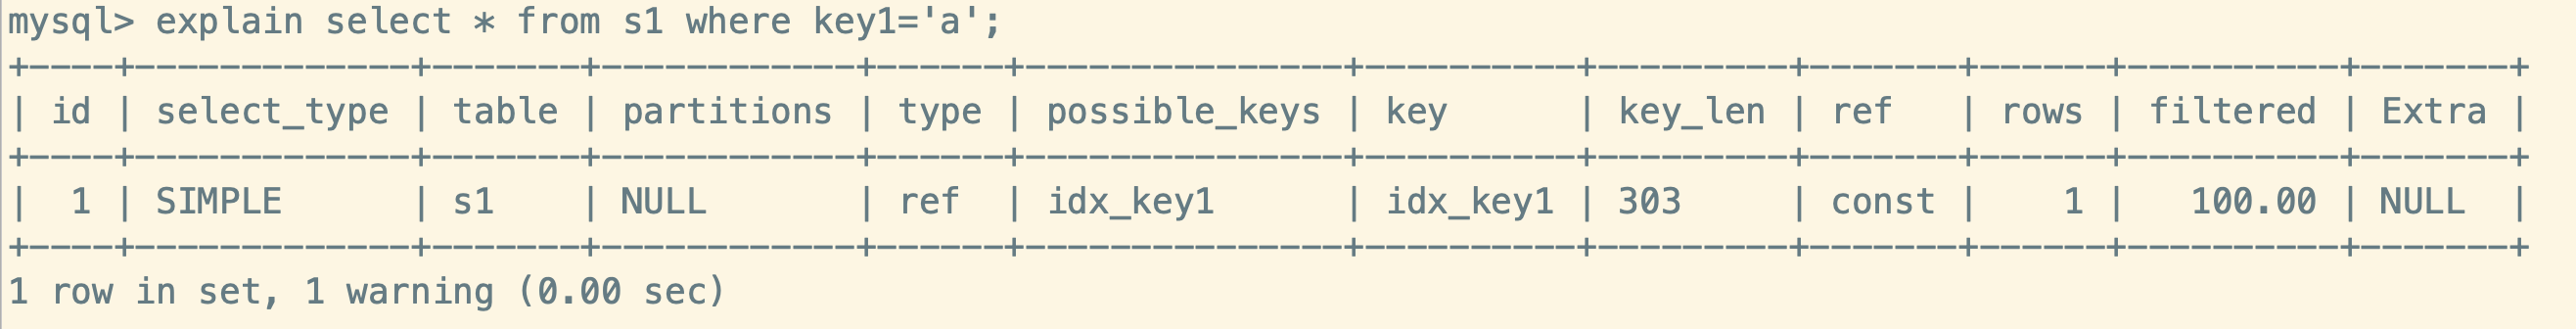 mysql> explain select * from s1 where key1='a';
+----+-------------+-------+------------+------+---------------+----------+---------+-------+------+----------+-------+
| id | select_type | table | partitions | type | possible_keys | key      | key_len | ref   | rows | filtered | Extra |
+----+-------------+-------+------------+------+---------------+----------+---------+-------+------+----------+-------+
|  1 | SIMPLE      | s1    | NULL       | ref  | idx_key1      | idx_key1 | 303     | const |    1 |   100.00 | NULL  |
+----+-------------+-------+------------+------+---------------+----------+---------+-------+------+----------+-------+
1 row in set, 1 warning (0.00 sec)